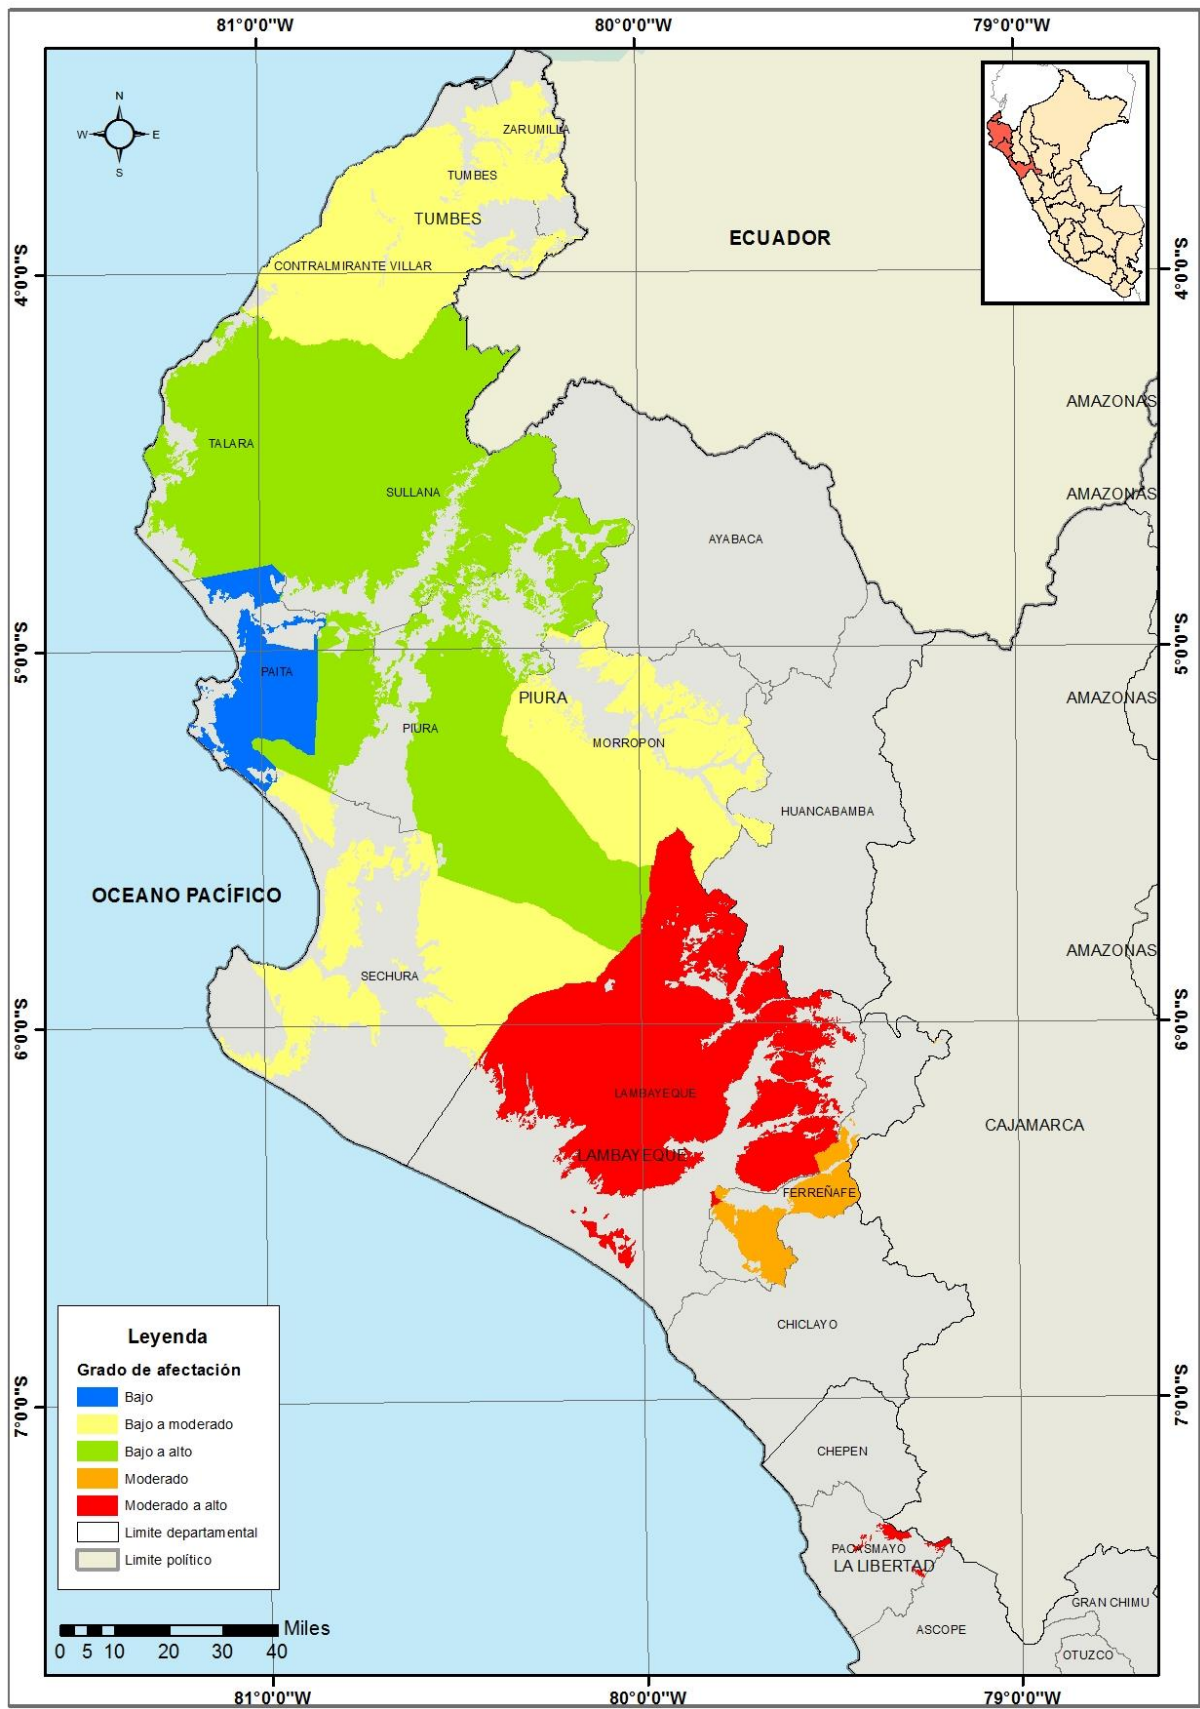 81°0'0"W
80°0'0"W
79°0'0"W
N
W
E
S
ZARUMILLA
TUMBES
TUMBES
ECUADOR
CONTRALMIRANTE VILLAR
4°0'0"S
4°0'0"S
AMAZONAS
TALARA
SULLANA
AMAZONAS
AYABACA
5°0'0"S
5°0'0"S
PAITA
PIURA
AMAZONAS
PIURA
MORROPON
HUANCABAMBA
OCEANO PACÍFICO
AMAZONAS
SECHURA
6°0'0"S
6°0'0"S
LAMBAYEQUE
CAJAMARCA
LAMBAYEQUE
FERREÑAFE
CHICLAYO
7°0'0"S
7°0'0"S
CHEPEN
PACASMAYO
LA LIBERTAD
GRAN CHIMU
ASCOPE
OTUZCO
Leyenda
Grado de afectación
Bajo
Bajo a moderado
Bajo a alto
Moderado
Moderado a alto
Limite departamental
Limite político
Miles
0 5 10 20 30 40
81°0'0"W
80°0'0"W
79°0'0"W